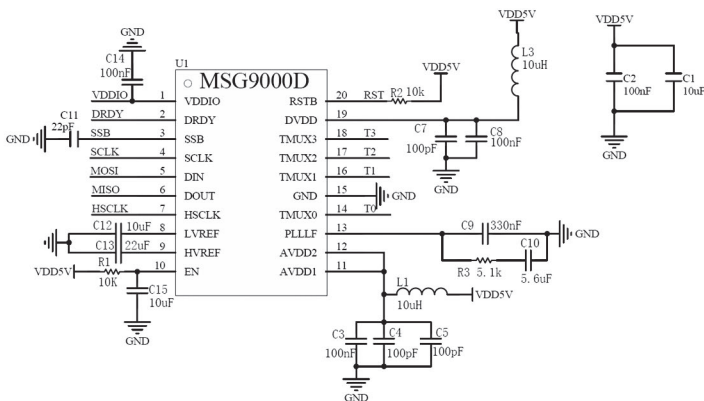 GND
C14
100nF
U1
MSG9000D
VDDIO 1 VDDIO
DRDY 2 DRDY
C11
22pF
GND SSB 3 SSB
SCLK 4 SCLK
MOSI 5 DIN
MISO 6 DOUT
HSCLK 7 HSCLK
C12 10uF 8 LVREF
C13 22uF 9 HVREF
VDD5V R1 10K 10 EN
C15
10uF
GND
RSTB 20 RST R2 10k VDD5V
DVDD 19
TMUX3 18 T3
TMUX2 17 T2
TMUX1 16 T1
GND 15 GND
TMUX0 14 T0
PLLLF 13
AVDD2 12
AVDD1 11
VDD5V
L3
10uH
C7
100pF
C8
100nF
GND
VDD5V
C2
100nF
C1
10uF
GND
C9 330nF
GND
C10
R3 5.1k
5.6uF
L1
10uH
VDD5V
C3
100nF
C4
100pF
C5
100pF
GND